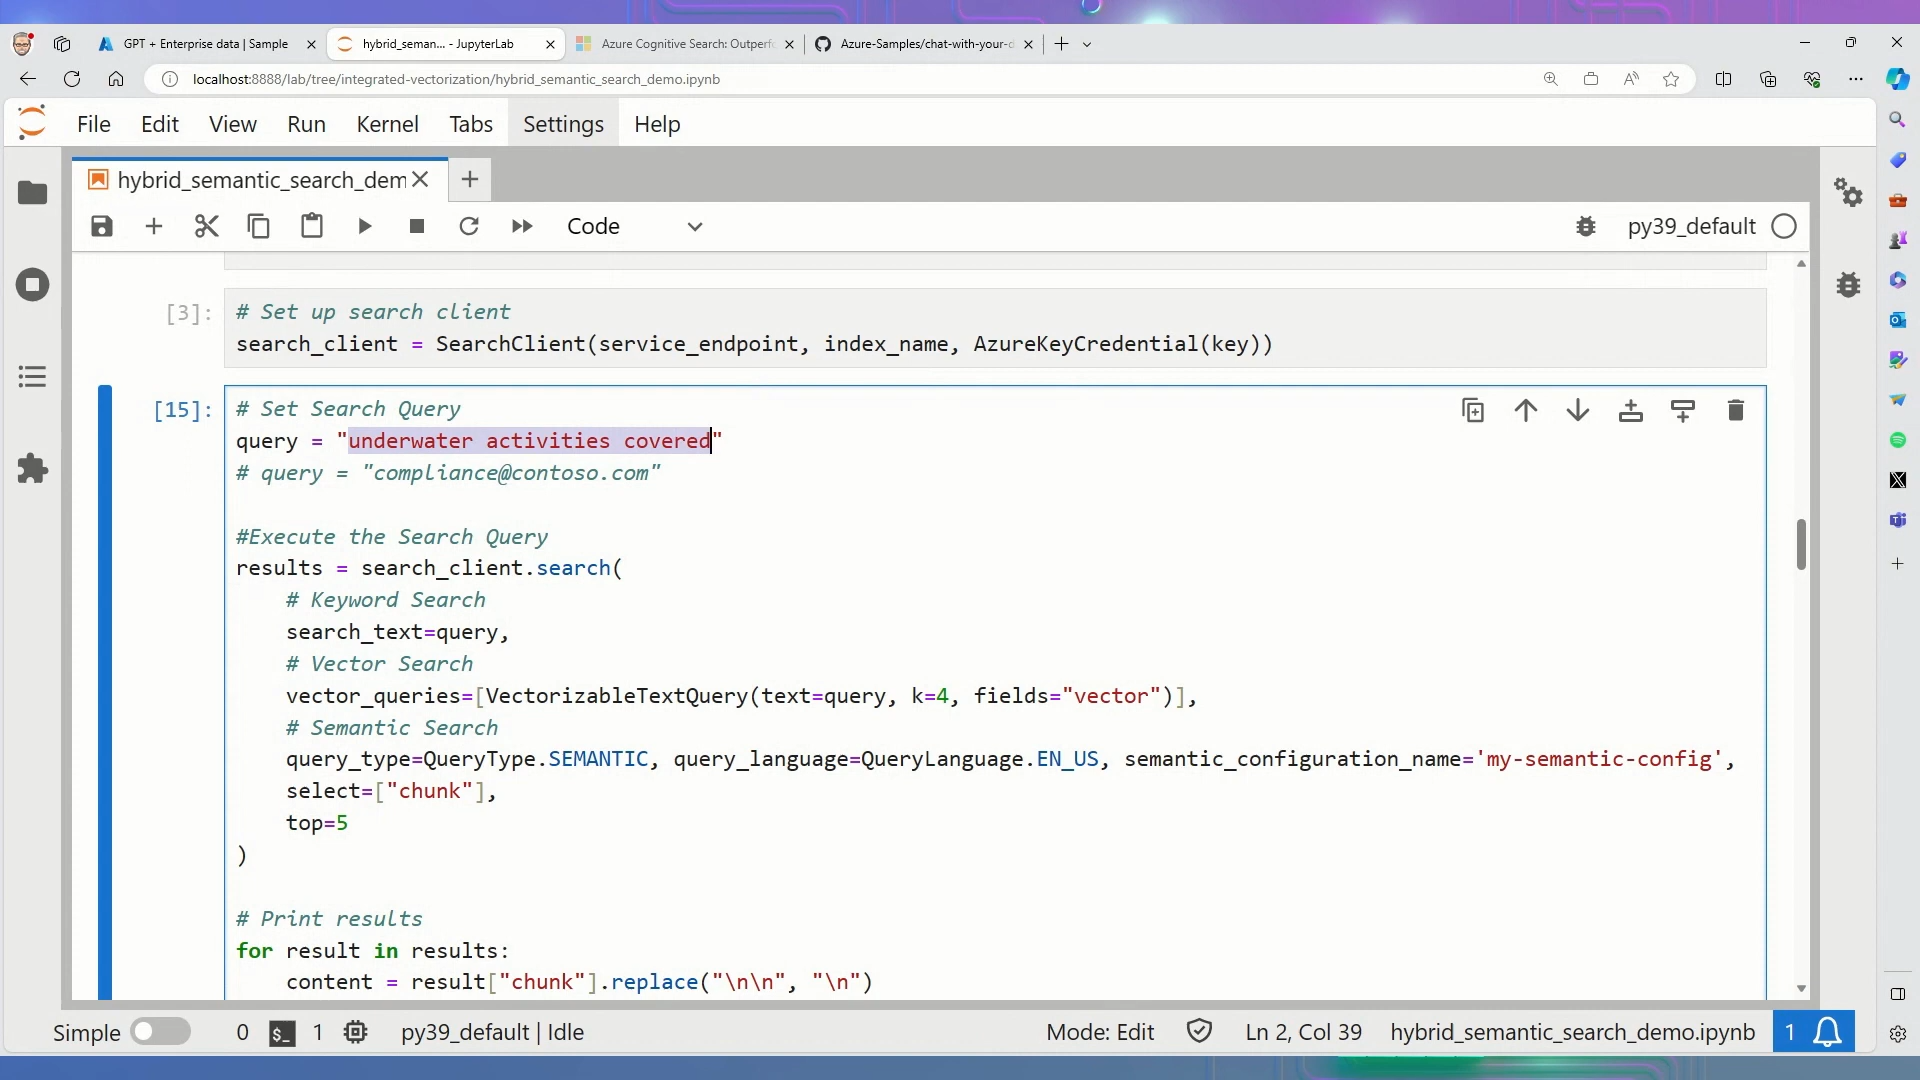 GPT + Enterprise data | Sample
hybrid_seman... - JupyterLab
Azure Cognitive Search: Outperf
Azure-Samples/chat-with-your-d
localhost:8888/lab/tree/integrated-vectorization/hybrid_semantic_search_demo.ipynb
File Edit View Run Kernel Tabs Settings Help
hybrid_semantic_search_dem
Code
py39_default
[3]:
# Set up search client
search_client = SearchClient(service_endpoint, index_name, AzureKeyCredential(key))
[15]:
# Set Search Query
query = "underwater activities covered"
# query = "compliance@contoso.com"
#Execute the Search Query
results = search_client.search(
# Keyword Search
search_text=query,
# Vector Search
vector_queries=[VectorizableTextQuery(text=query, k=4, fields="vector")],
# Semantic Search
query_type=QueryType.SEMANTIC, query_language=QueryLanguage.EN_US, semantic_configuration_name='my-semantic-config',
select=["chunk"],
top=5
)
# Print results
for result in results:
content = result["chunk"].replace("\n\n", "\n")
Simple 0 $_ 1 py39_default | Idle Mode: Edit Ln 2, Col 39 hybrid_semantic_search_demo.ipynb 1